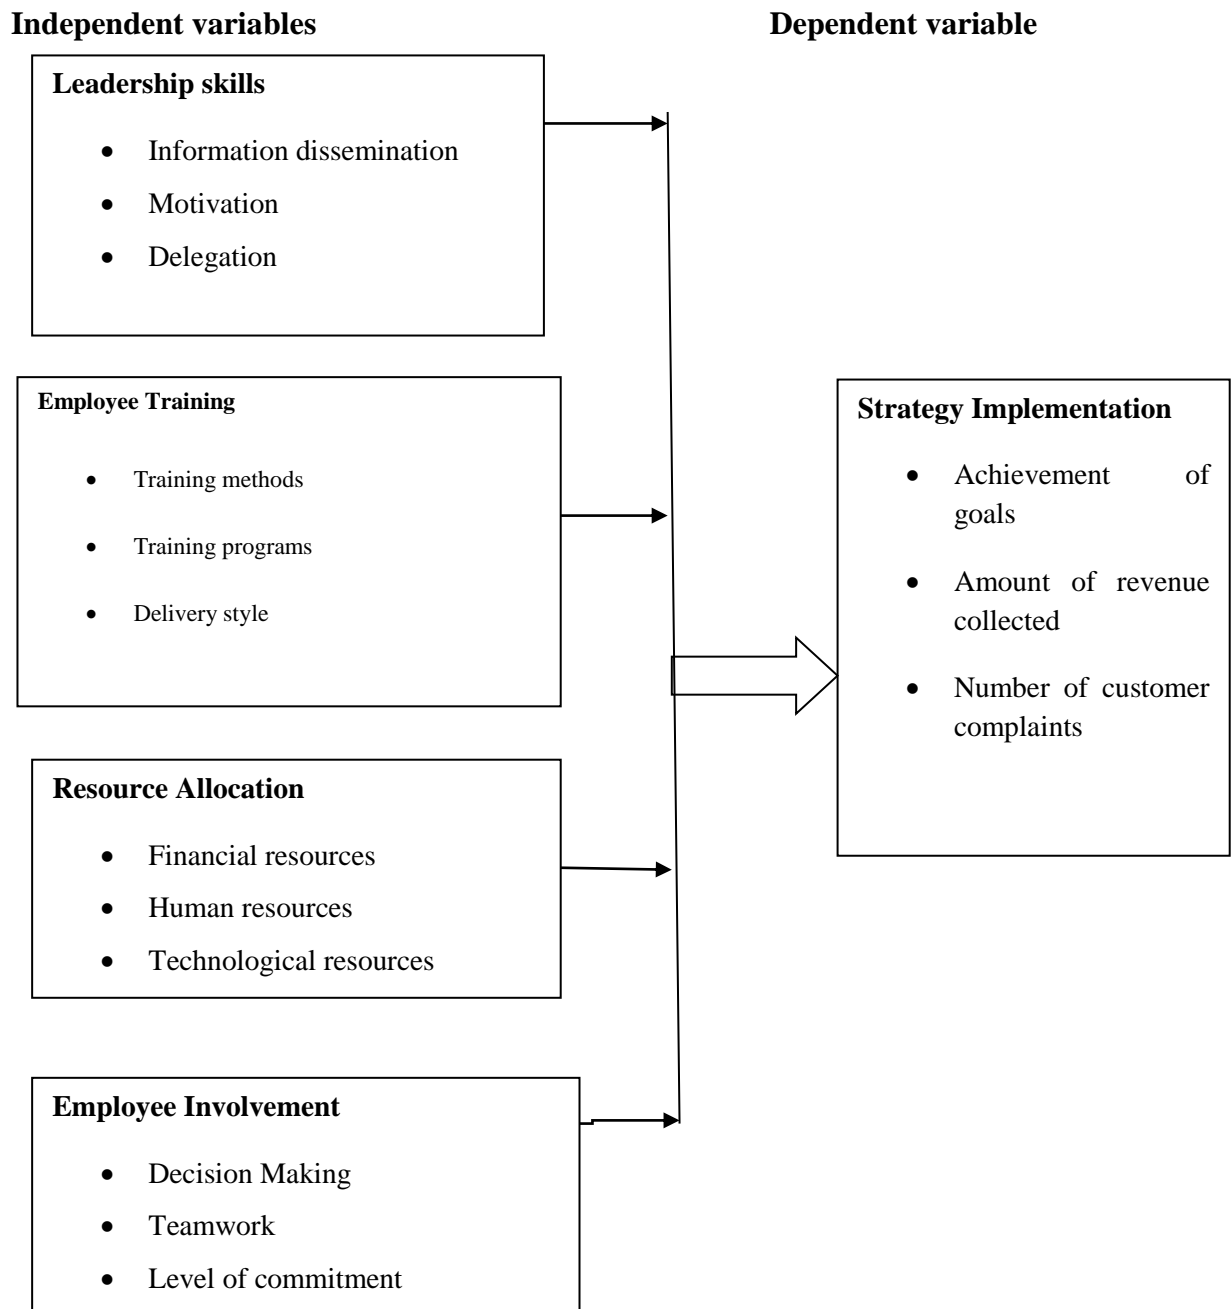 Independent variables
Dependent variable
Leadership skills
• Information dissemination
• Motivation
• Delegation
Employee Training
• Training methods
• Training programs
• Delivery style
Strategy Implementation
• Achievement of
goals
• Amount of revenue
collected
• Number of customer
complaints
Resource Allocation
• Financial resources
• Human resources
• Technological resources
Employee Involvement
• Decision Making
• Teamwork
• Level of commitment